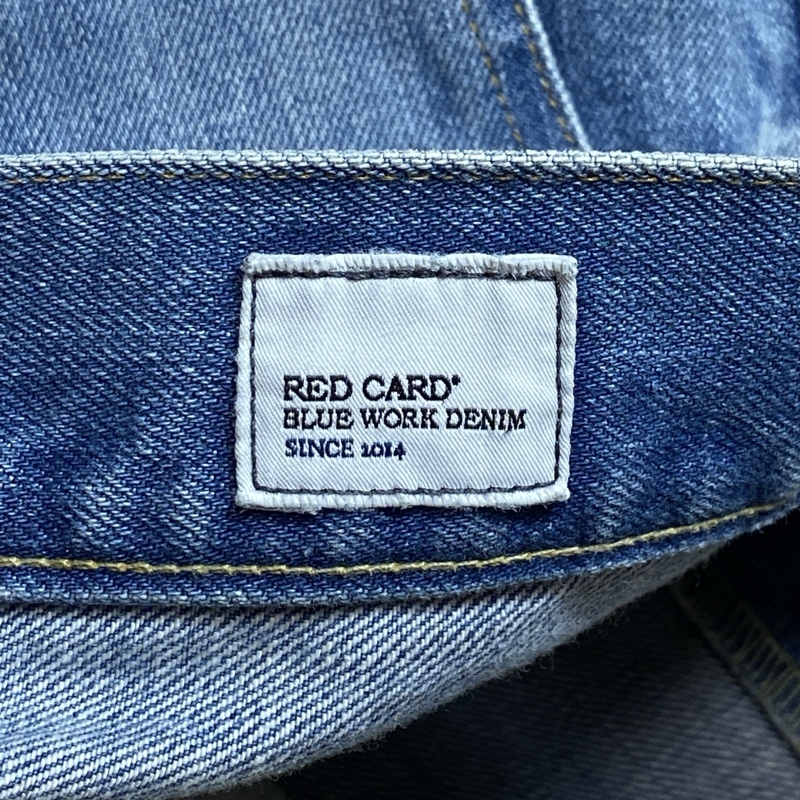 RED CARD®
BLUE WORK DENIM
SINCE 2014